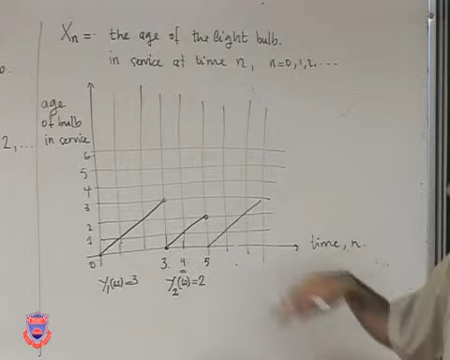 Xn = the age of the light bulb
in service at time n, n=0,1,2,...
0.
2,...
age
of bulb
in service
6
5
4
3
2
1
0 3. 4 5 time, n.
Y1(ω)=3 Y2(ω)=2